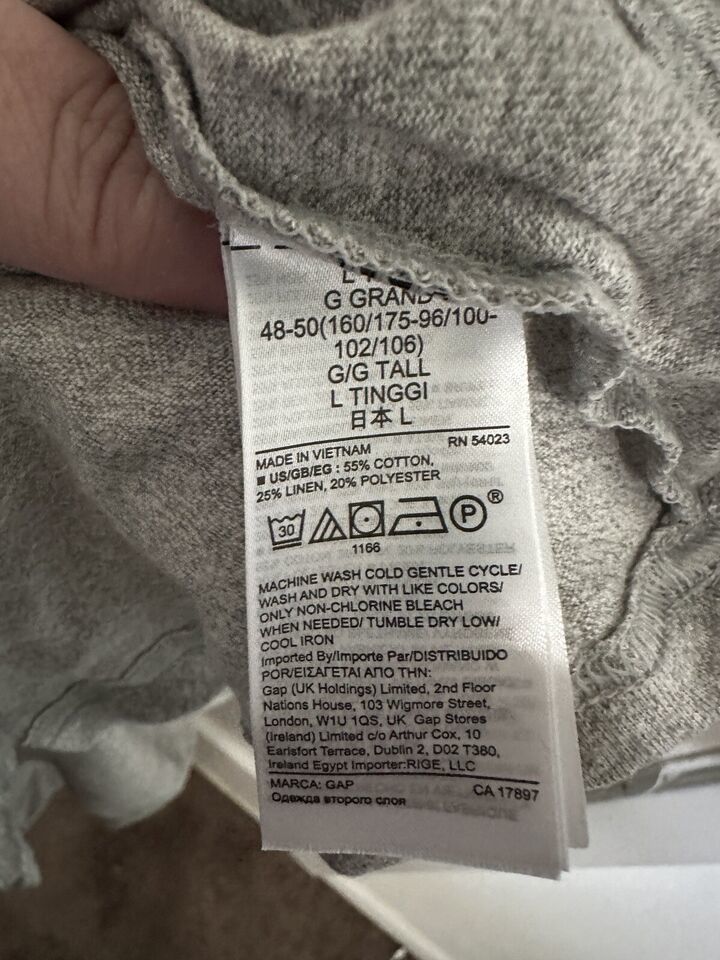 G GRANDE
48-50(160/175-96/100-
102/106)
G/G TALL
L TINGGI
日本 L
MADE IN VIETNAM RN 54023
■ US/GB/EG : 55% COTTON,
25% LINEN, 20% POLYESTER
30 P®
1166
MACHINE WASH COLD GENTLE CYCLE/
WASH AND DRY WITH LIKE COLORS/
ONLY NON-CHLORINE BLEACH
WHEN NEEDED/ TUMBLE DRY LOW/
COOL IRON
Imported By/Importe Par/DISTRIBUIDO
POR/ΕΙΣΑΓΕΤΑΙ ΑΠΟ ΤΗΝ:
Gap (UK Holdings) Limited, 2nd Floor
Nations House, 103 Wigmore Street,
London, W1U 1QS, UK Gap Stores
(Ireland) Limited c/o Arthur Cox, 10
Earlsfort Terrace, Dublin 2, D02 T380,
Ireland Egypt Importer:RIGE, LLC
MARCA: GAP CA 17897
Одежда второго слоя